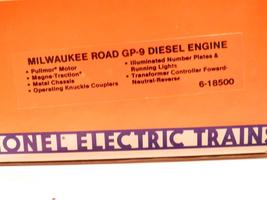 MILWAUKEE ROAD GP-9 DIESEL ENGINE
• Pullmor® Motor
• Magne-Traction®
• Metal Chassis
• Operating Knuckle Couplers
• Illuminated Number Plates &
Running Lights
• Transformer Controller Foward-
Neutral-Reverse
6-18500
IONEL ELECTRIC TRAINS